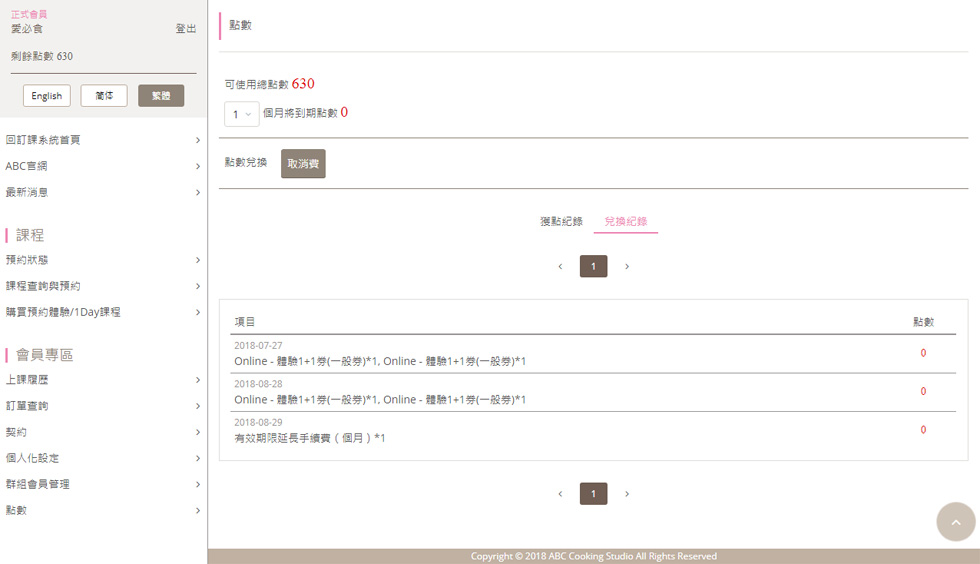 正式會員
愛必食 登出
剩餘點數 630
English 简体 繁體
回訂課系統首頁
ABC官網
最新消息
課程
預約狀態
課程查詢與預約
購買預約體驗/1Day課程
會員專區
上課履歷
訂單查詢
契約
個人化設定
群組會員管理
點數
點數
可使用總點數 630
1 個月將到期點數 0
點數兌換 取消費
獲點紀錄 兌換紀錄
1
項目 點數
2018-07-27
Online - 體驗1+1券(一般券)*1, Online - 體驗1+1券(一般券)*1 0
2018-08-28
Online - 體驗1+1券(一般券)*1, Online - 體驗1+1券(一般券)*1 0
2018-08-29
有效期限延長手續費 ( 個月 ) *1 0
1
Copyright © 2018 ABC Cooking Studio All Rights Reserved